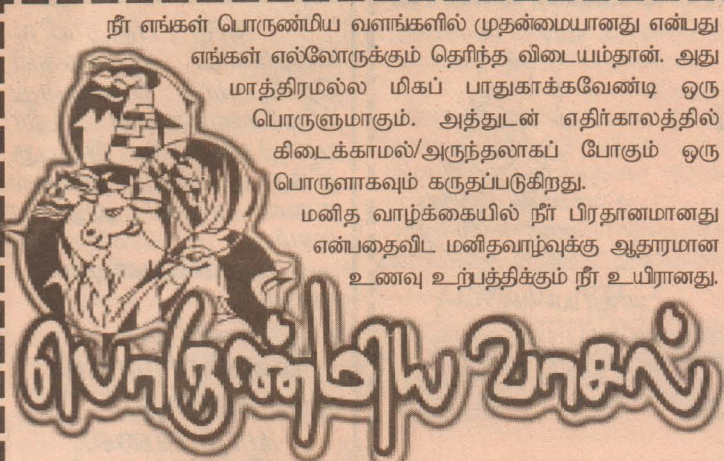 நீர் எங்கள் பொருண்மிய வளங்களில் முதன்மையானது என்பது
எங்கள் எல்லோருக்கும் தெரிந்த விடையம்தான். அது
மாத்திரமல்ல மிகப் பாதுகாக்கவேண்டி ஒரு
பொருளுமாகும். அத்துடன் எதிர்காலத்தில்
கிடைக்காமல்/அருந்தலாகப் போகும் ஒரு
பொருளாகவும் கருதப்படுகிறது.
மனித வாழ்க்கையில் நீர் பிரதானமானது
என்பதைவிட மனிதவாழ்வுக்கு ஆதாரமான
உணவு உற்பத்திக்கும் நீர் உயிரானது.
பொருண்மிய வாசல்